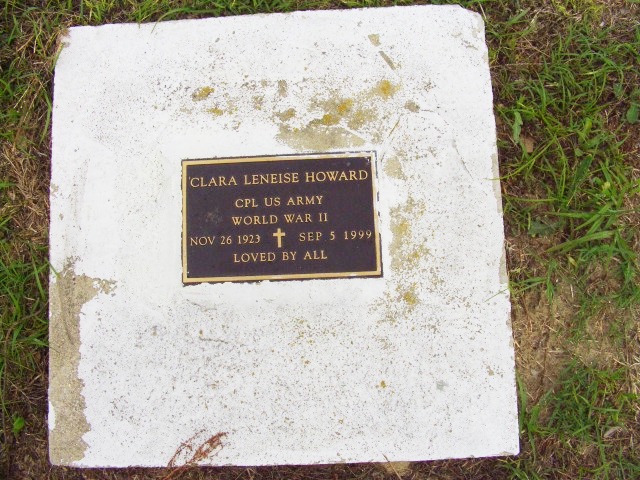 CLARA LENEISE HOWARD
CPL US ARMY
WORLD WAR II
NOV 26 1923 ✝ SEP 5 1999
LOVED BY ALL